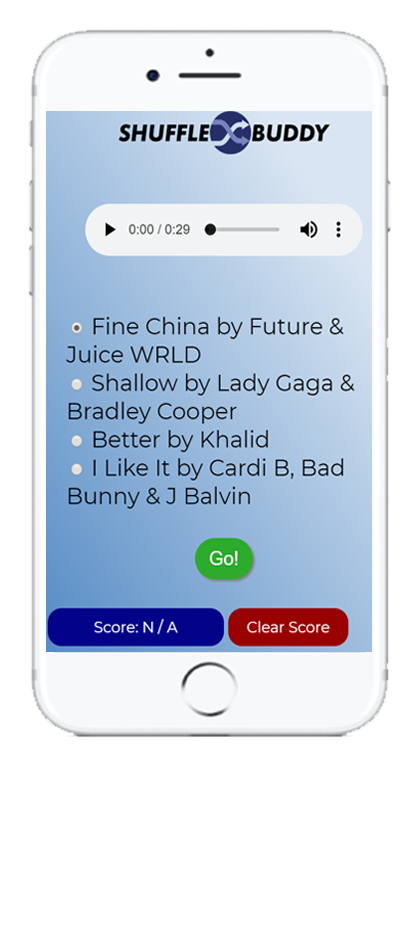 SHUFFLE BUDDY
0:00 / 0:29
Fine China by Future &
Juice WRLD
Shallow by Lady Gaga &
Bradley Cooper
Better by Khalid
I Like It by Cardi B, Bad
Bunny & J Balvin
Go!
Score: N / A
Clear Score